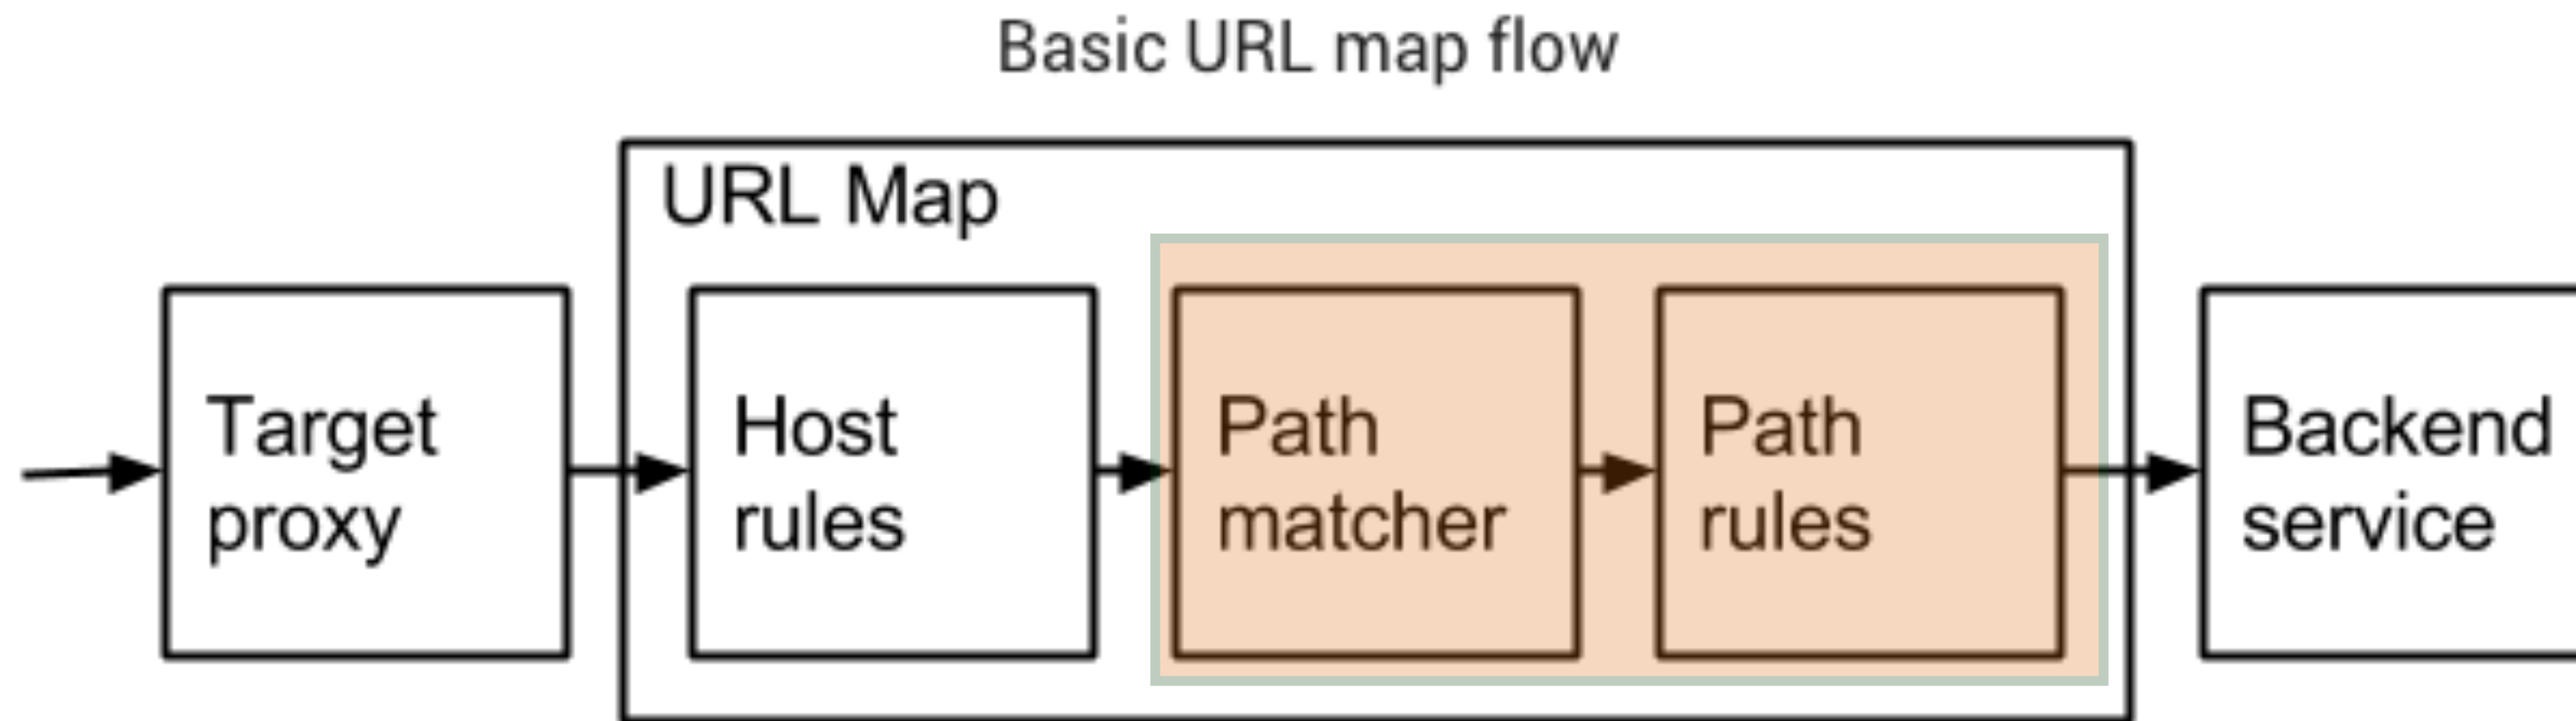 Basic URL map flow
URL Map
Target
proxy
Host
rules
Path
matcher
Path
rules
Backend
service